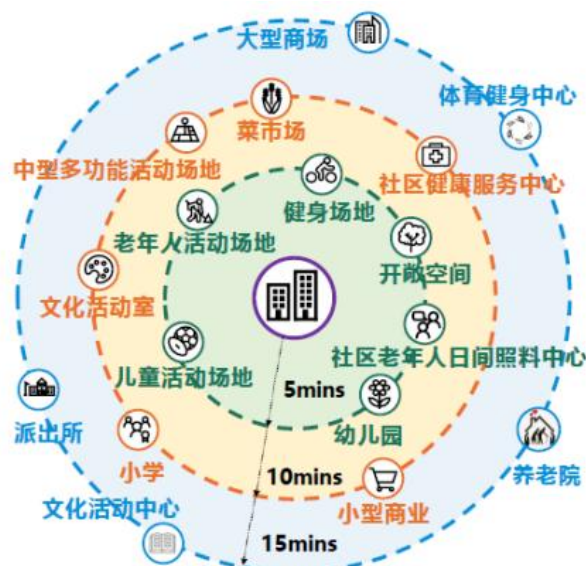 大型商场
体育健身中心
菜市场
中型多功能活动场地
社区健康服务中心
健身场地
老年人活动场地
开敞空间
文化活动室
社区老年人日间照料中心
儿童活动场地
5mins
派出所
幼儿园
小学
10mins
养老院
文化活动中心
小型商业
15mins